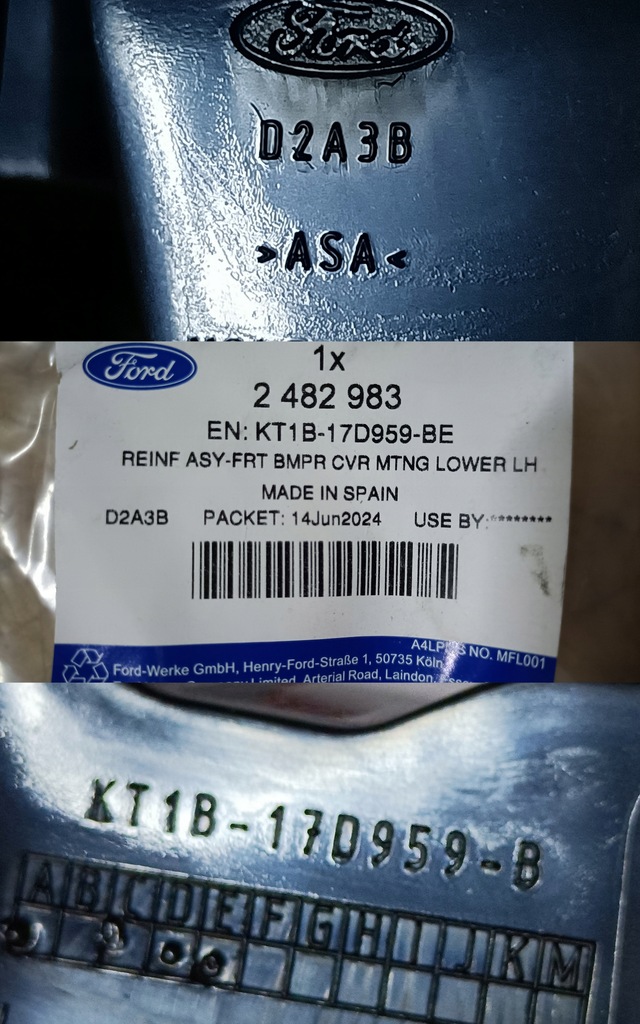 Ford
D2A3B
>ASA<
Ford
1x
2 482 983
EN: KT1B-17D959-BE
REINF ASY-FRT BMPR CVR MTNG LOWER LH
MADE IN SPAIN
D2A3B PACKET: 14Jun2024 USE BY:********
A4LPLUS NO. MFL001
Ford-Werke GmbH, Henry-Ford-Straße 1, 50735 Köln
Limited, Arterial Road, Laindon,
KT1B-17D959-B
A B C D E F G H I J K M